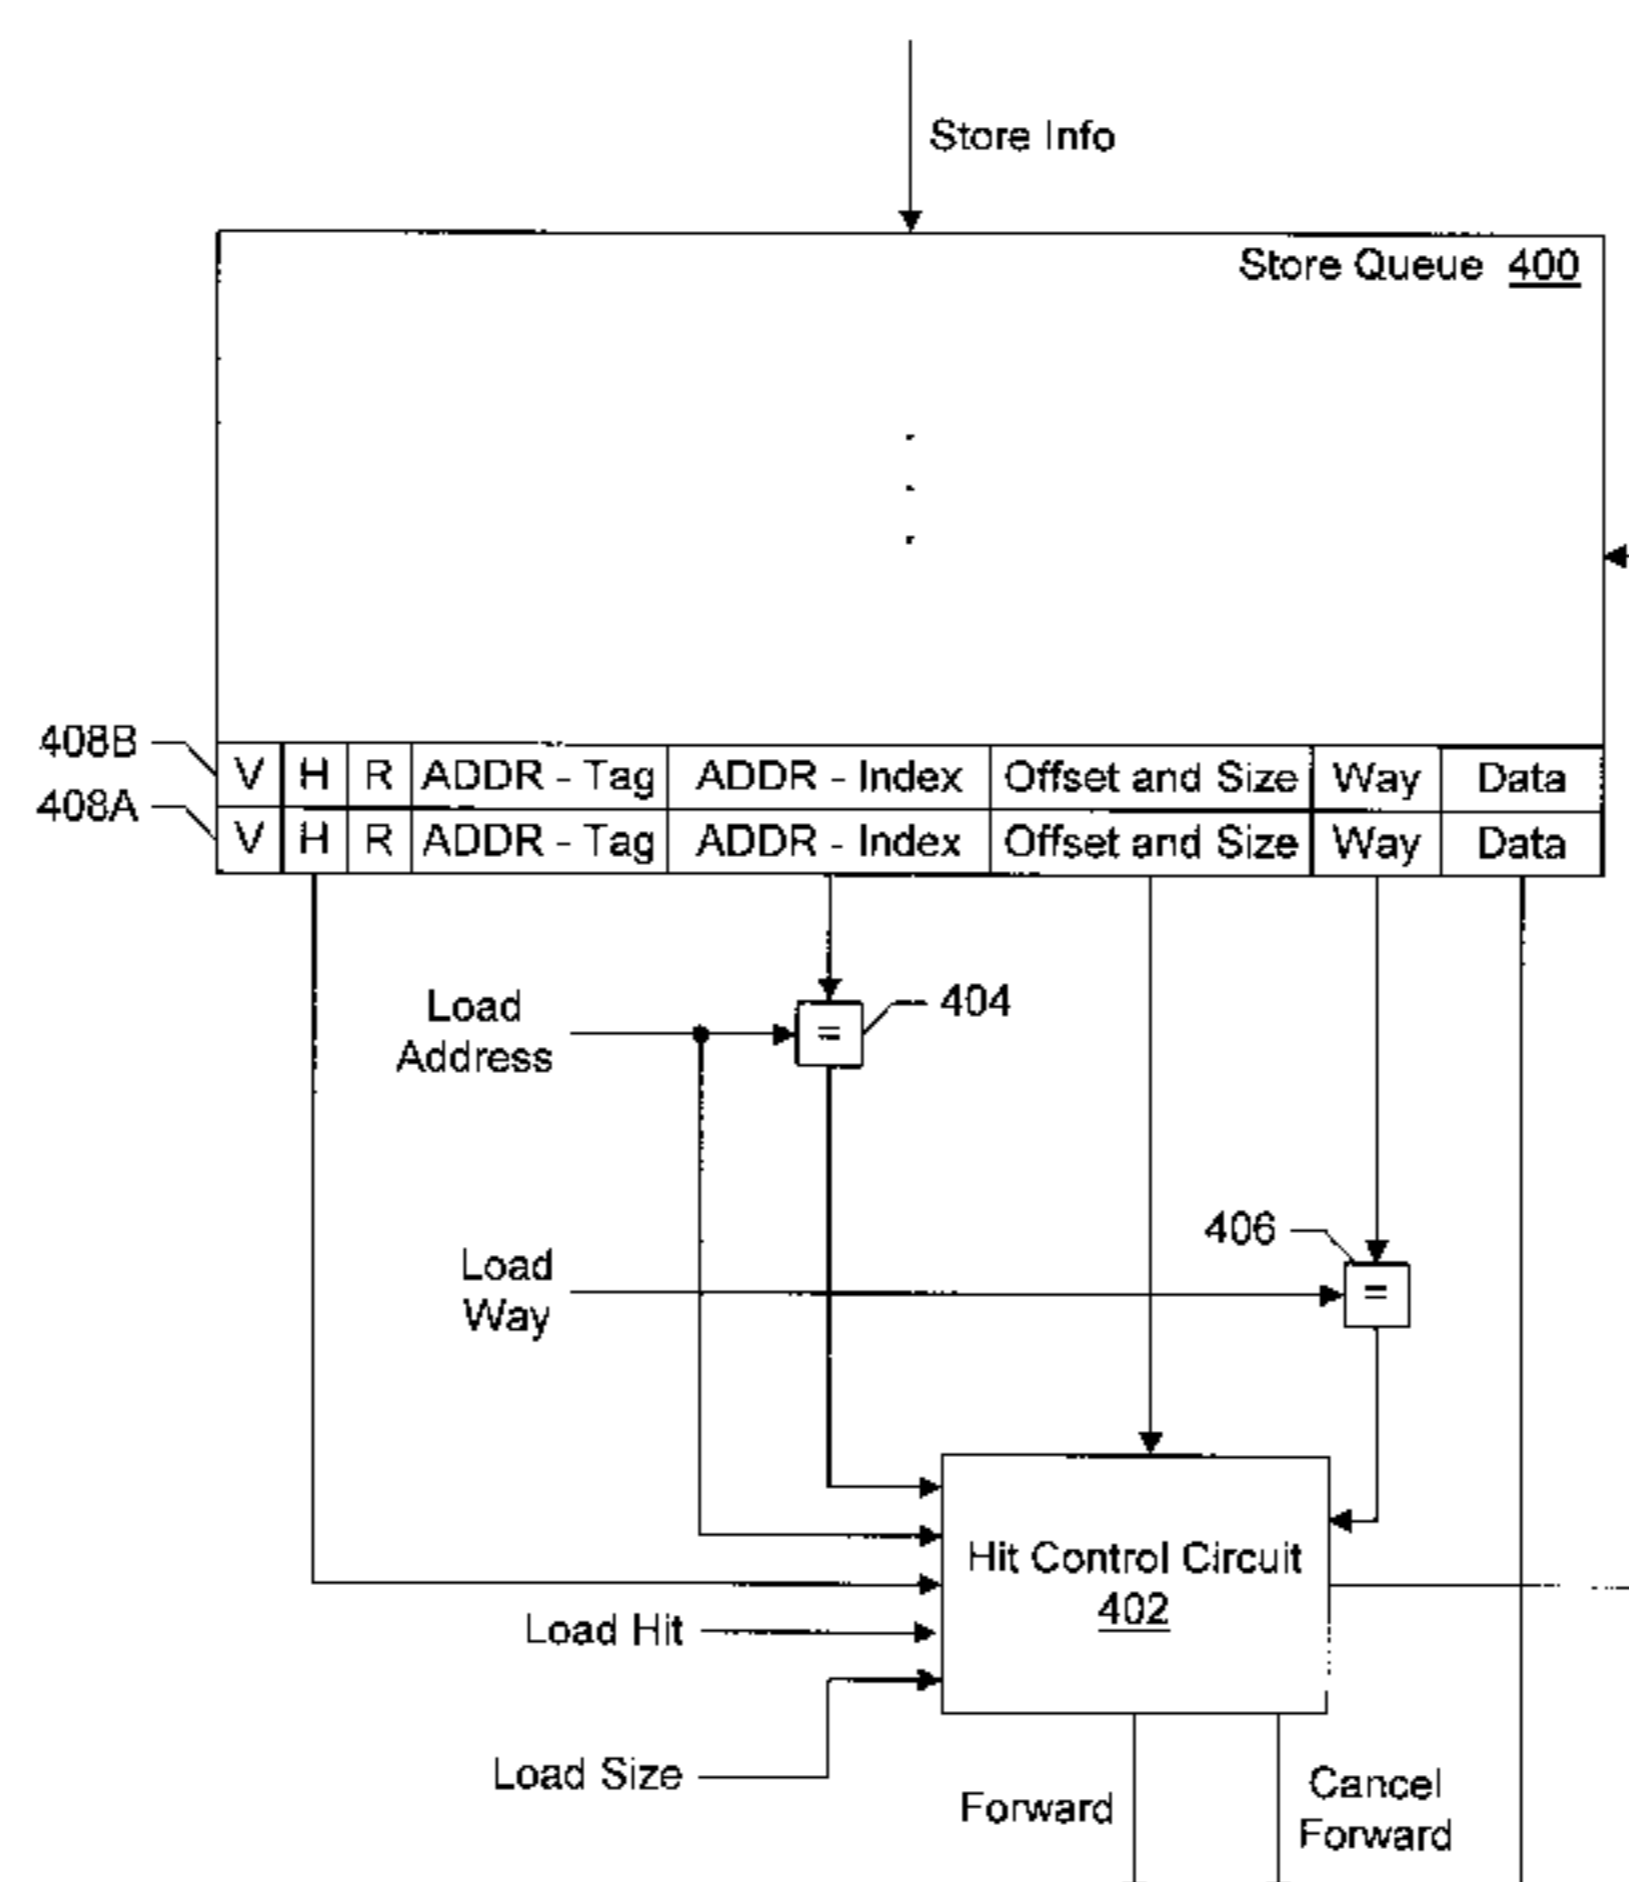 Store Info
Store Queue 400
408B
V H R ADDR - Tag ADDR - Index Offset and Size Way Data
408A
V H R ADDR - Tag ADDR - Index Offset and Size Way Data
Load
Address
=
404
406
Load
Way
=
Hit Control Circuit
402
Load Hit
Load Size
Forward
Cancel
Forward